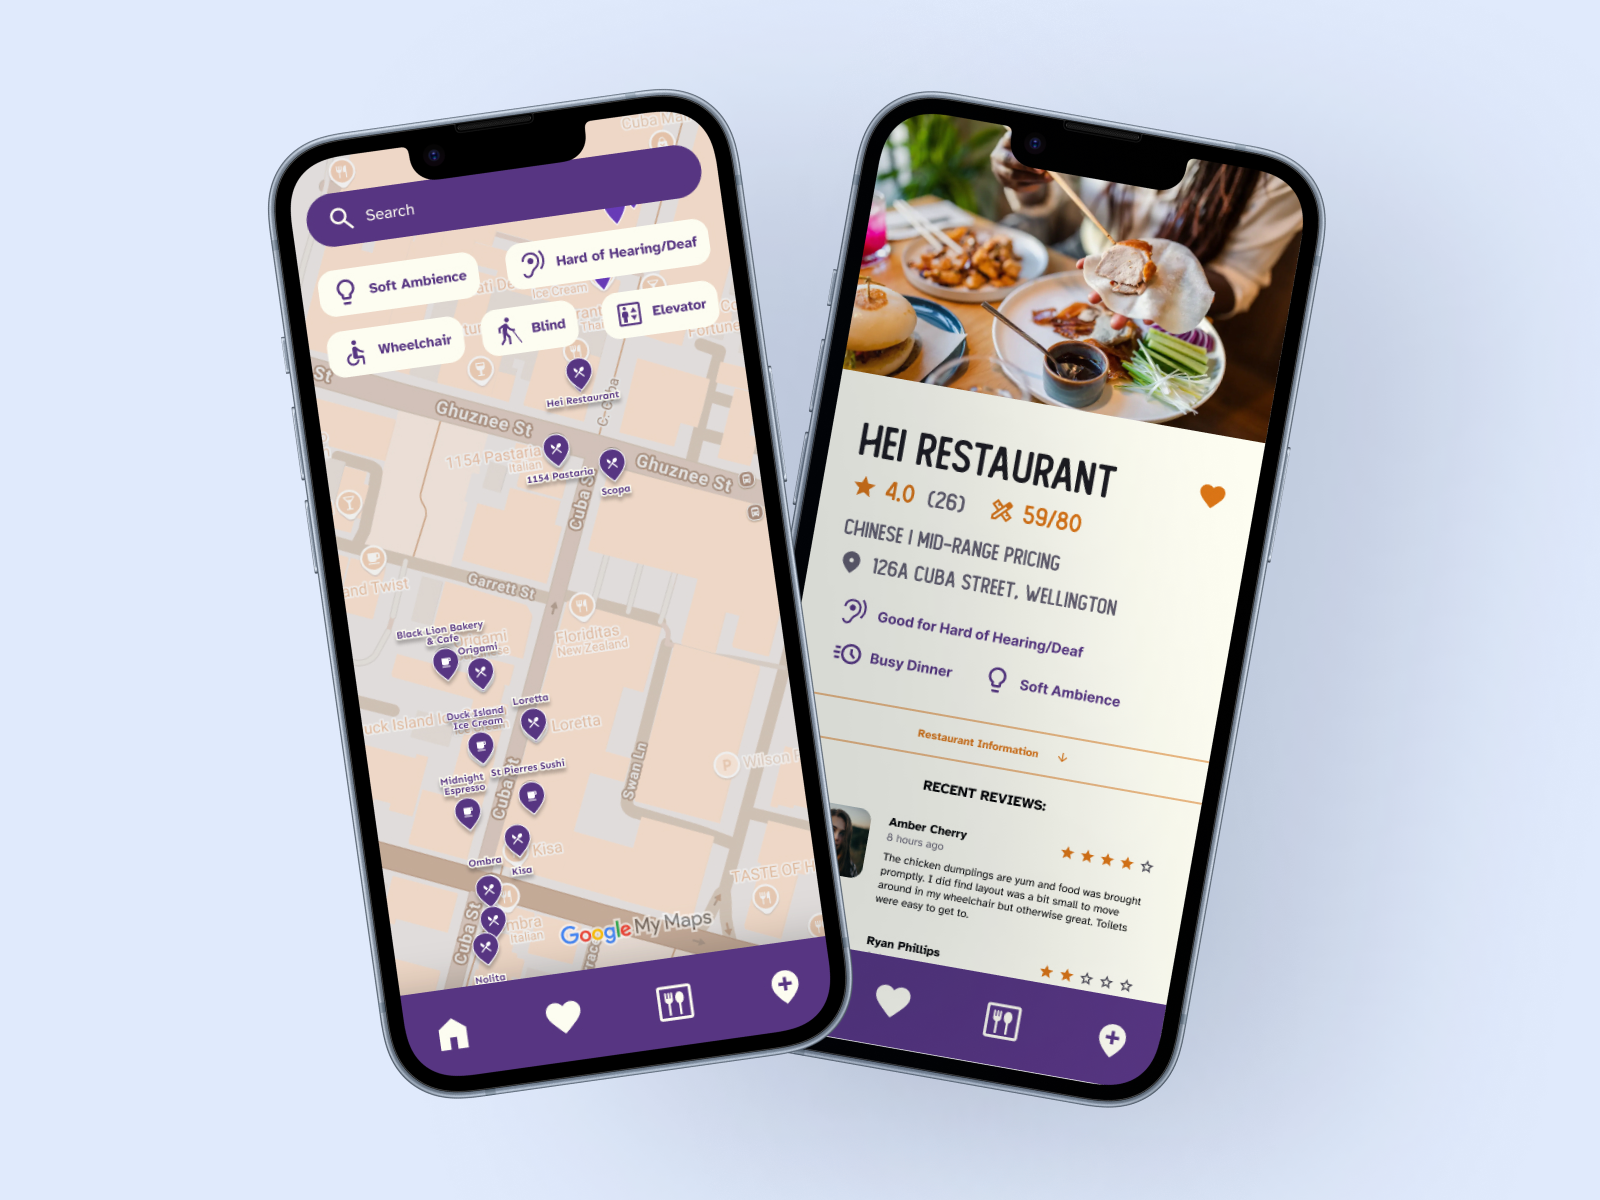 Cuba Ma
Search
Soft Ambience
Hard of Hearing/Deaf
Ice Cream
Wheelchair
Blind
Elevator
Fortune
St
Hei Restaurant
Ghuznee St
1154 Pastaria
Italian
1154 Pastaria
Scopa
Ghuznee St
Cuba S
Garrett St
and Twist
Floriditas
New Zealand
Black Lion Bakery
& Cafe
Origami
Loretta
Duck Island
Ice Cream
uck Island I
Loretta
Swan Ln
P
Wilson P
Midnight
Espresso
St Pierres Sushi
Cuba St
Kisa
Kisa
Ombra
TASTE OF H
mbra
Italian
Cuba St
Google My Maps
Nolita
HEI RESTAURANT
4.0 (26) 59/80
CHINESE | MID-RANGE PRICING
126A CUBA STREET, WELLINGTON
Good for Hard of Hearing/Deaf
Busy Dinner
Soft Ambience
Restaurant Information
RECENT REVIEWS:
Amber Cherry
8 hours ago
The chicken dumplings are yum and food was brought
promptly. I did find layout was a bit small to move
around in my wheelchair but otherwise great. Toilets
were easy to get to.
Ryan Phillips